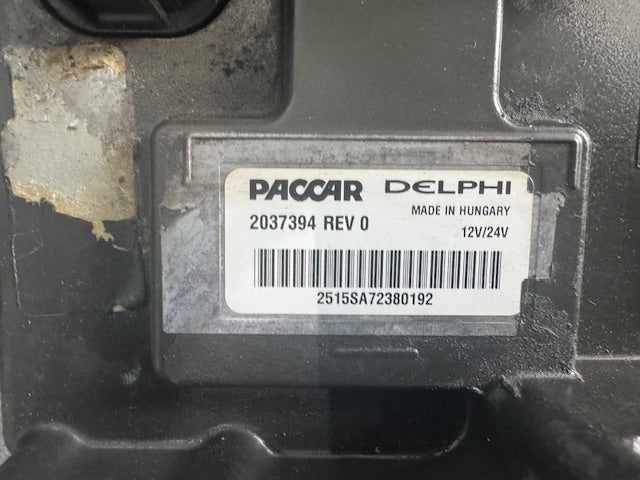 PACCAR DELPHI
MADE IN HUNGARY
2037394 REV 0
12V/24V
2515SA72380192